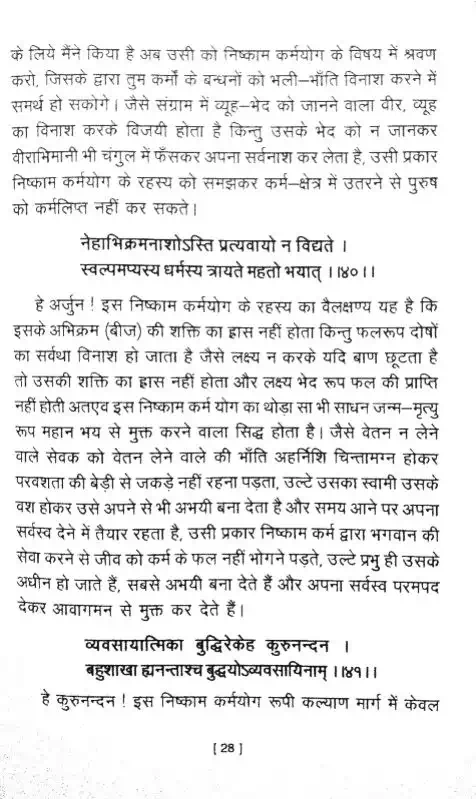 के लिये मैंने किया है अब उसी को निष्काम कर्मयोग के विषय में श्रवण
करो, जिसके द्वारा तुम कर्मों के बन्धनों को भली–भाँति विनाश करने में
समर्थ हो सकोगे। जैसे संग्राम में व्यूह–भेद को जानने वाला वीर, व्यूह
का विनाश करके विजयी होता है किन्तु उसके भेद को न जानकर
वीराभिमानी भी चंगुल में फँसकर अपना सर्वनाश कर लेता है, उसी प्रकार
निष्काम कर्मयोग के रहस्य को समझकर कर्म–क्षेत्र में उतरने से पुरुष
को कर्मलिप्त नहीं कर सकते।
नेहाभिक्रमनाशोऽस्ति प्रत्यवायो न विद्यते ।
स्वल्पमप्यस्य धर्मस्य त्रायते महतो भयात् ।।४०।।
हे अर्जुन ! इस निष्काम कर्मयोग के रहस्य का वैलक्षण्य यह है कि
इसके अभिक्रम (बीज) की शक्ति का ह्रास नहीं होता किन्तु फलरूप दोषों
का सर्वथा विनाश हो जाता है जैसे लक्ष्य न करके यदि बाण छूटता है
तो उसकी शक्ति का ह्रास नहीं होता और लक्ष्य भेद रूप फल की प्राप्ति
नहीं होती अतएव इस निष्काम कर्म योग का थोड़ा सा भी साधन जन्म–मृत्यु
रूप महान भय से मुक्त करने वाला सिद्ध होता है। जैसे वेतन न लेने
वाले सेवक को वेतन लेने वाले की भाँति अहर्निशि चिन्तामग्न होकर
परवशता की बेड़ी से जकड़े नहीं रहना पड़ता, उल्टे उसका स्वामी उसके
वश होकर उसे अपने से भी अभयी बना देता है और समय आने पर अपना
सर्वस्व देने में तैयार रहता है, उसी प्रकार निष्काम कर्म द्वारा भगवान की
सेवा करने से जीव को कर्म के फल नहीं भोगने पड़ते, उल्टे प्रभु ही उसके
अधीन हो जाते हैं, सबसे अभयी बना देते हैं और अपना सर्वस्व परमपद
देकर आवागमन से मुक्त कर देते हैं।
व्यवसायात्मिका बुद्धिरेकेह कुरुनन्दन ।
बहुशाखा ह्यनन्ताश्च बुद्धयोऽव्यवसायिनाम् ।।४१।।
हे कुरुनन्दन ! इस निष्काम कर्मयोग रूपी कल्याण मार्ग में केवल
[ 28 ]